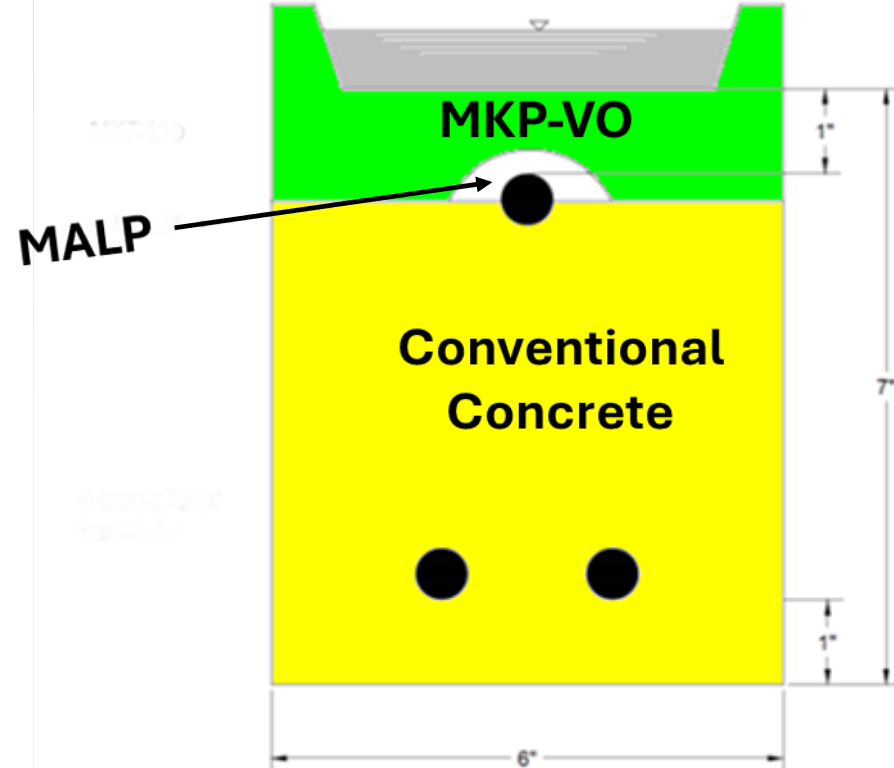 MKP-VO
1"
MALP
Conventional
Concrete
7"
1"
6"